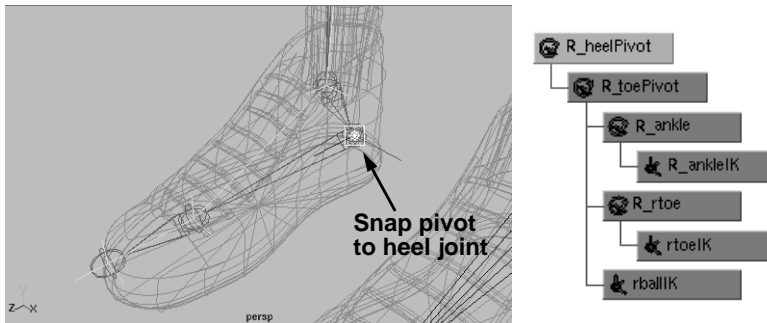 Snap pivot
to heel joint
Y
Z X
persp
R_heelPivot
R_toePivot
R_ankle
R_ankleIK
R_rtoe
rtoeIK
rballIK